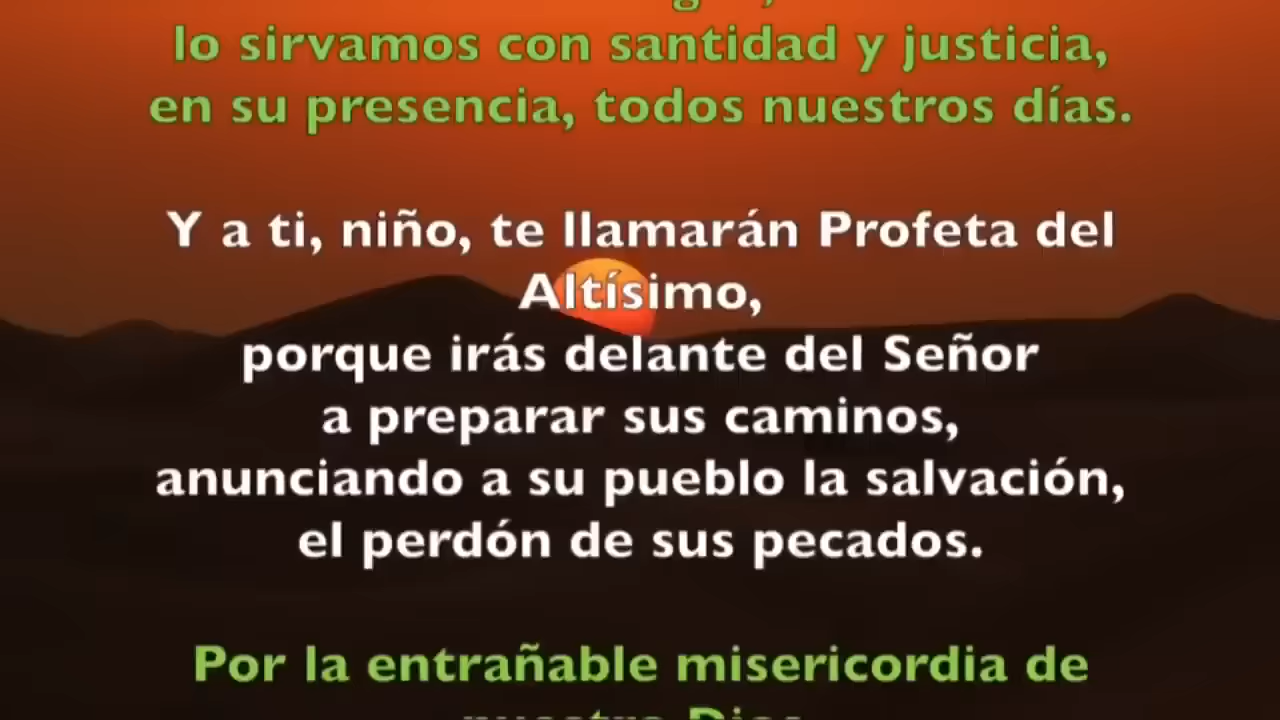 lo sirvamos con santidad y justicia,
en su presencia, todos nuestros días.
Y a ti, niño, te llamarán Profeta del
Altísimo,
porque irás delante del Señor
a preparar sus caminos,
anunciando a su pueblo la salvación,
el perdón de sus pecados.
Por la entrañable misericordia de